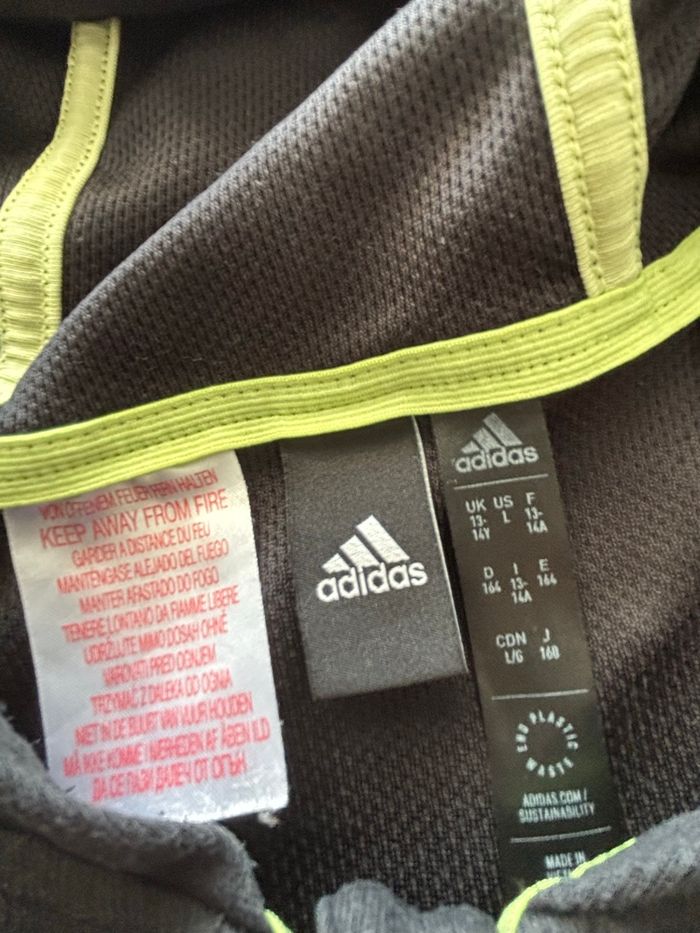 VON OFFENEM FEUER FERN HALTEN
KEEP AWAY FROM FIRE
GARDER A DISTANCE DU FEU
MANTENGASE ALEJADO DEL FUEGO
MANTER AFASTADO DO FOGO
TENERE LONTANO DA FIAMME LIBERE
UDRŽUJTE MIMO DOSAH OHNĚ
VAROVATI PRED OGNJEM
TRZYMAĆ Z DALEKA OD OGNIA
NIET IN DE BUURT VAN VUUR HOUDEN
MÅ IKKE KOMME I NÆRHEDEN AF ÅBEN ILD
ДА СЕ ПАЗИ ДАЛЕЧ ОТ ОГЪН
adidas
adidas
UK US F
13- L 13-
14Y 14A
D I E
164 13- 164
14A
CDN J
L/G 160
END PLASTIC WASTE
ADIDAS.COM/
SUSTAINABILITY
MADE IN